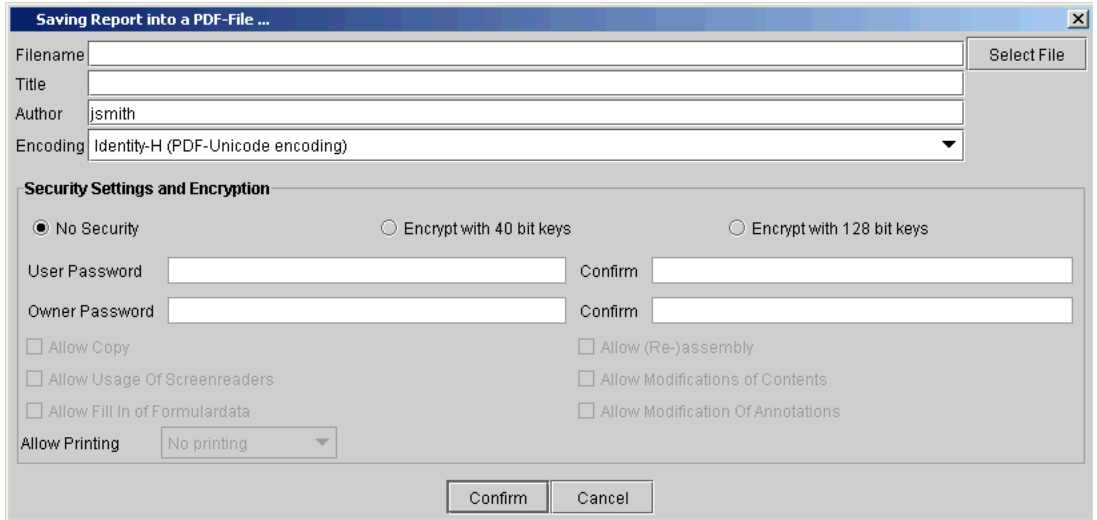 Saving Report into a PDF-File ...
Filename Select File
Title
Author jsmith
Encoding Identity-H (PDF-Unicode encoding)
Security Settings and Encryption
No Security Encrypt with 40 bit keys Encrypt with 128 bit keys
User Password Confirm
Owner Password Confirm
Allow Copy Allow (Re-)assembly
Allow Usage Of Screenreaders Allow Modifications of Contents
Allow Fill In of Formulardata Allow Modification Of Annotations
Allow Printing No printing
Confirm Cancel